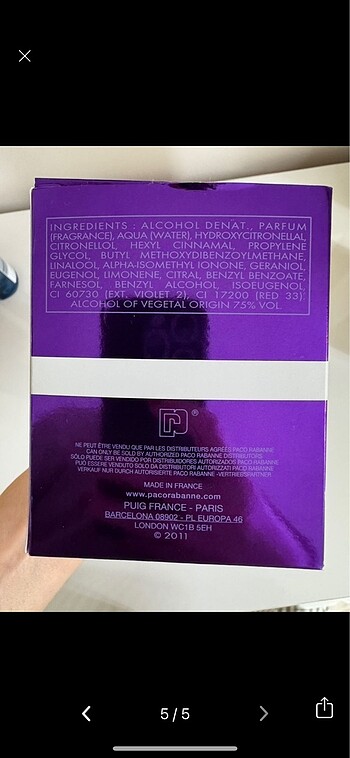 INGREDIENTS : ALCOHOL DENAT., PARFUM
(FRAGRANCE), AQUA (WATER), HYDROXYCITRONELLAL,
CITRONELLOL, HEXYL CINNAMAL, PROPYLENE
GLYCOL, BUTYL METHOXYDIBENZOYLMETHANE,
LINALOOL, ALPHA-ISOMETHYL IONONE, GERANIOL,
EUGENOL, LIMONENE, CITRAL, BENZYL BENZOATE,
FARNESOL, BENZYL ALCOHOL, ISOEUGENOL,
CI 60730 (EXT. VIOLET 2), CI 17200 (RED 33)
ALCOHOL OF VEGETAL ORIGIN 75% VOL.
®
NE PEUT ÊTRE VENDU QUE PAR LES DISTRIBUTEURS AGRÉÉS PACO RABANNE
CAN ONLY BE SOLD BY AUTHORIZED PACO RABANNE DISTRIBUTORS
SÓLO PUEDE SER VENDIDO POR DISTRIBUIDORES AUTORIZADOS PACO RABANNE
PUÒ ESSERE VENDUTO SOLO DA DISTRIBUTORI AUTORIZZATI PACO RABANNE
VERKAUF NUR DURCH AUTORISIERTE PACO RABANNE -VERTRIEBSPARTNER
MADE IN FRANCE
www.pacorabanne.com
PUIG FRANCE - PARIS
BARCELONA 08902 - PL EUROPA 46
LONDON WC1B 5EH
© 2011
5/5